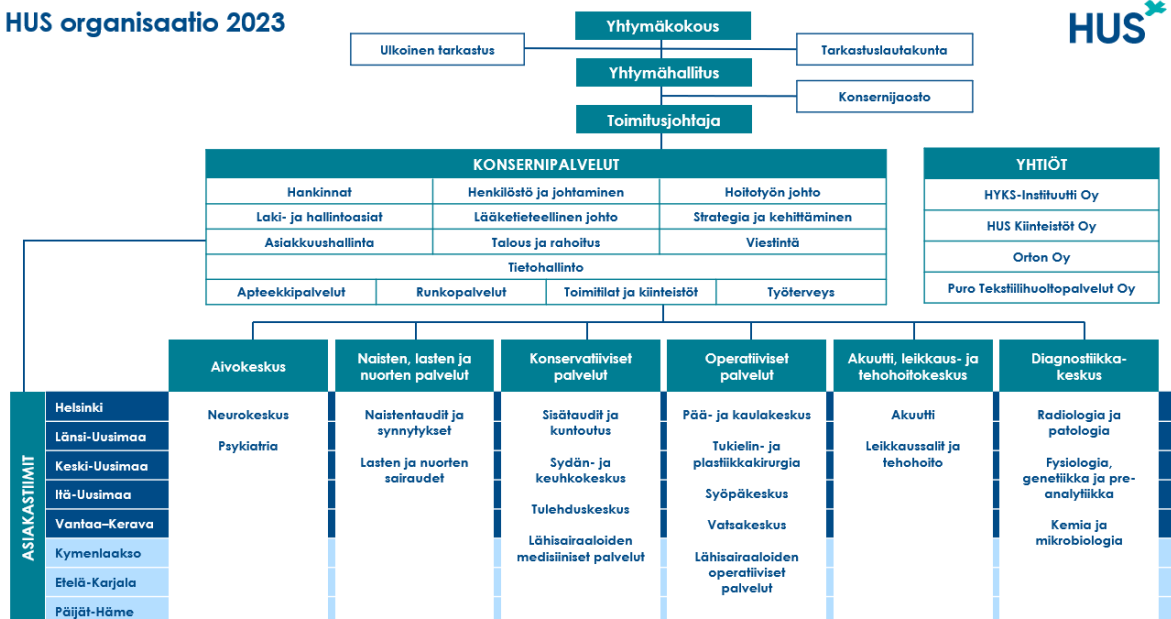 HUS organisaatio 2023
HUS
Yhtymäkokous
Ulkoinen tarkastus
Tarkastuslautakunta
Yhtymähallitus
Konsernijaosto
Toimitusjohtaja
KONSERNIPALVELUT
Hankinnat
Henkilöstö ja johtaminen
Hoitotyön johto
Laki- ja hallintoasiat
Lääketieteellinen johto
Strategia ja kehittäminen
Asiakkuushallinta
Talous ja rahoitus
Viestintä
Tietohallinto
Apteekkipalvelut
Runkopalvelut
Toimitilat ja kiinteistöt
Työterveys
YHTIÖT
HYKS-Instituutti Oy
HUS Kiinteistöt Oy
Orton Oy
Puro Tekstiilihuoltopalvelut Oy
ASIAKASTIIMIT
Helsinki
Länsi-Uusimaa
Keski-Uusimaa
Itä-Uusimaa
Vantaa–Kerava
Kymenlaakso
Etelä-Karjala
Päijät-Häme
Aivokeskus
Neurokeskus
Psykiatria
Naisten, lasten ja
nuorten palvelut
Naistentaudit ja
synnytykset
Lasten ja nuorten
sairaudet
Konservatiiviset
palvelut
Sisätaudit ja
kuntoutus
Sydän- ja
keuhkokeskus
Tulehduskeskus
Lähisairaaloiden
medisiiniset palvelut
Operatiiviset
palvelut
Pää- ja kaulakeskus
Tukielin- ja
plastiikkakirurgia
Syöpäkeskus
Vatsakeskus
Lähisairaaloiden
operatiiviset
palvelut
Akuutti, leikkaus- ja
tehohoitokeskus
Akuutti
Leikkaussalit ja
tehohoito
Diagnostiikka-
keskus
Radiologia ja
patologia
Fysiologia,
genetiikka ja pre-
analytiikka
Kemia ja
mikrobiologia